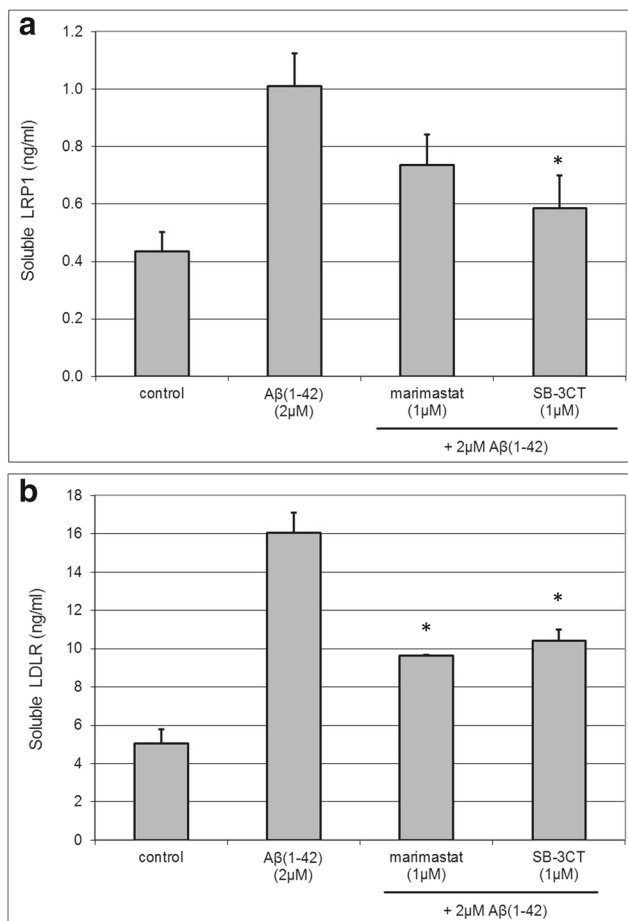 a
Soluble LRP1 (ng/ml)
1.2
1.0
0.8
0.6
0.4
0.2
0.0
*
control
Aβ(1-42)
(2µM)
marimastat
(1µM)
SB-3CT
(1µM)
+ 2µM Aβ(1-42)
b
Soluble LDLR (ng/ml)
18
16
14
12
10
8
6
4
2
0
*
*
control
Aβ(1-42)
(2µM)
marimastat
(1µM)
SB-3CT
(1µM)
+ 2µM Aβ(1-42)